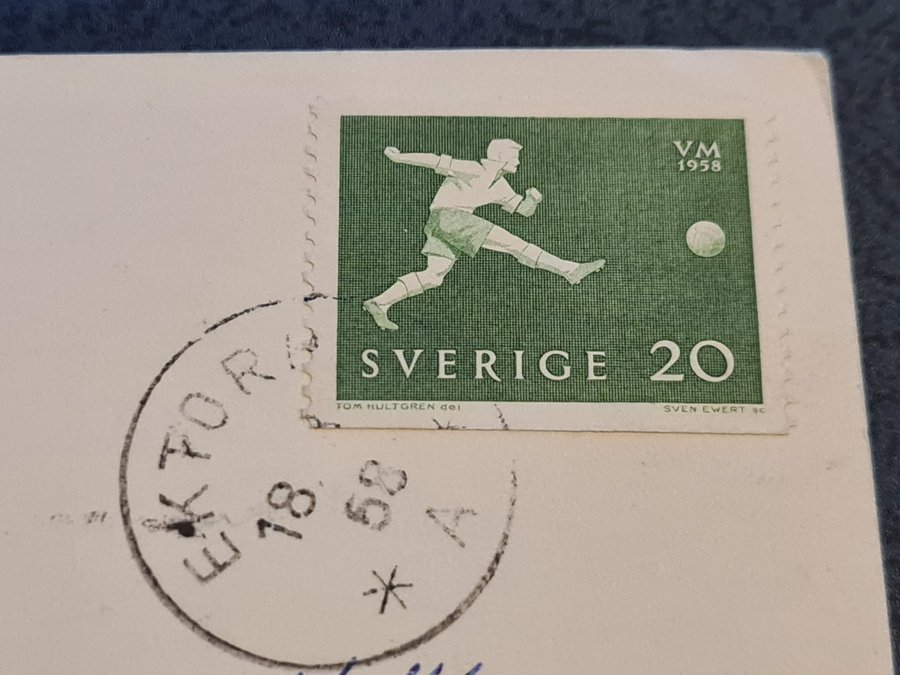 VM
1958
SVERIGE 20
TOM HULTGREN del
SVEN EWERT sc
EKTOR
18
58
* A